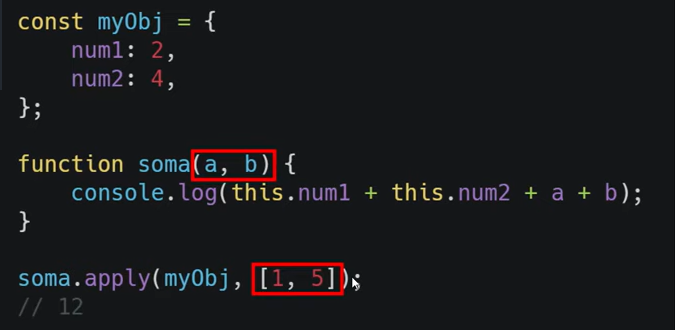 const myObj = {
    num1: 2,
    num2: 4,
};

function soma(a, b) {
    console.log(this.num1 + this.num2 + a + b);
}

soma.apply(myObj, [1, 5]);
// 12